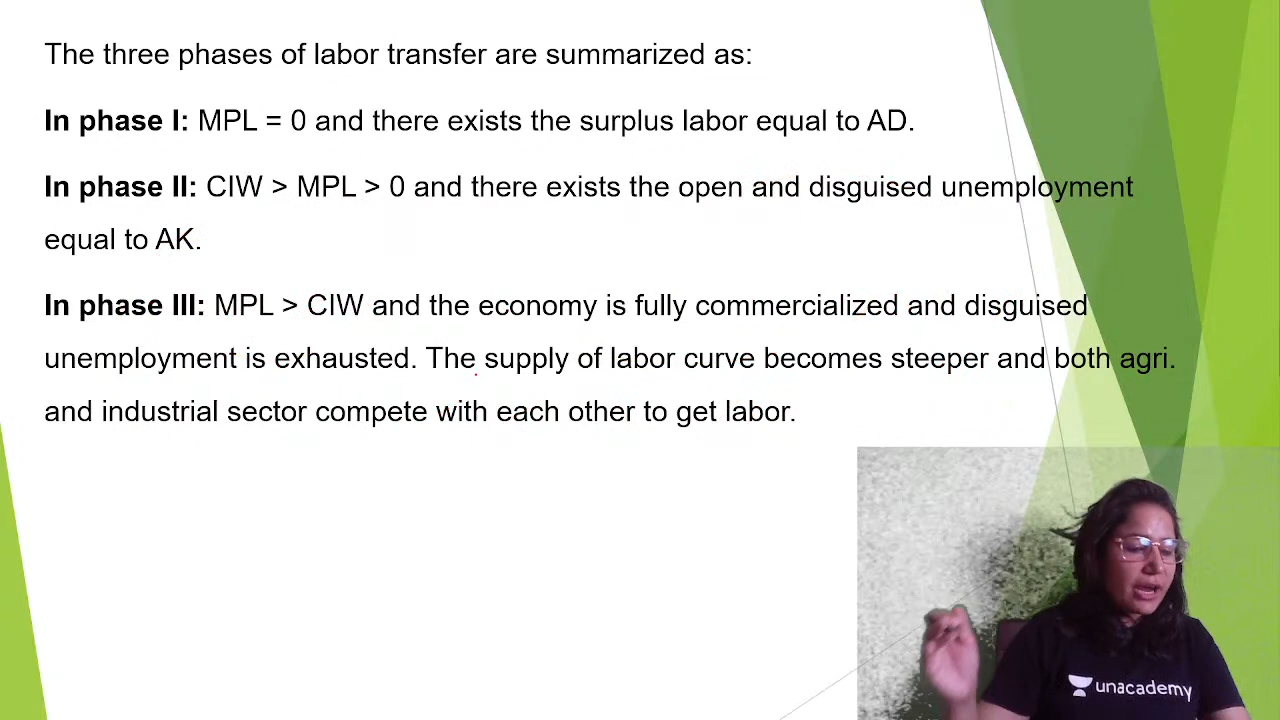 The three phases of labor transfer are summarized as:
In phase I: MPL = 0 and there exists the surplus labor equal to AD.
In phase II: CIW > MPL > 0 and there exists the open and disguised unemployment
equal to AK.
In phase III: MPL > CIW and the economy is fully commercialized and disguised
unemployment is exhausted. The supply of labor curve becomes steeper and both agri.
and industrial sector compete with each other to get labor.
unacademy